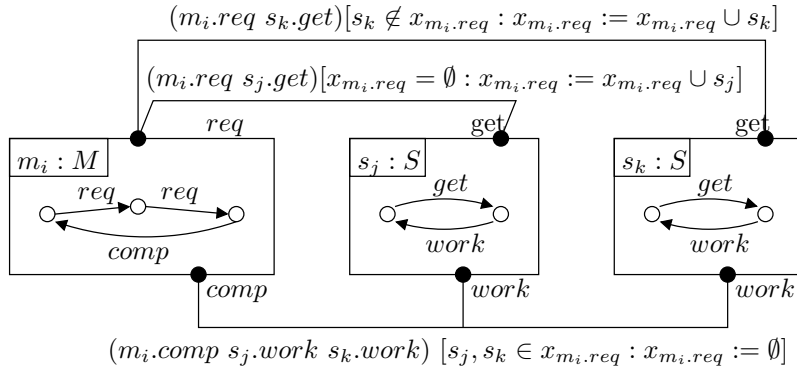 (m_i.req s_k.get)[s_k ∉ x_{m_i.req} : x_{m_i.req} := x_{m_i.req} ∪ s_k]
(m_i.req s_j.get)[x_{m_i.req} = ∅ : x_{m_i.req} := x_{m_i.req} ∪ s_j]
req get get
m_i : M s_j : S s_k : S
req req get get
comp work work
comp work work
(m_i.comp s_j.work s_k.work) [s_j, s_k ∈ x_{m_i.req} : x_{m_i.req} := ∅]